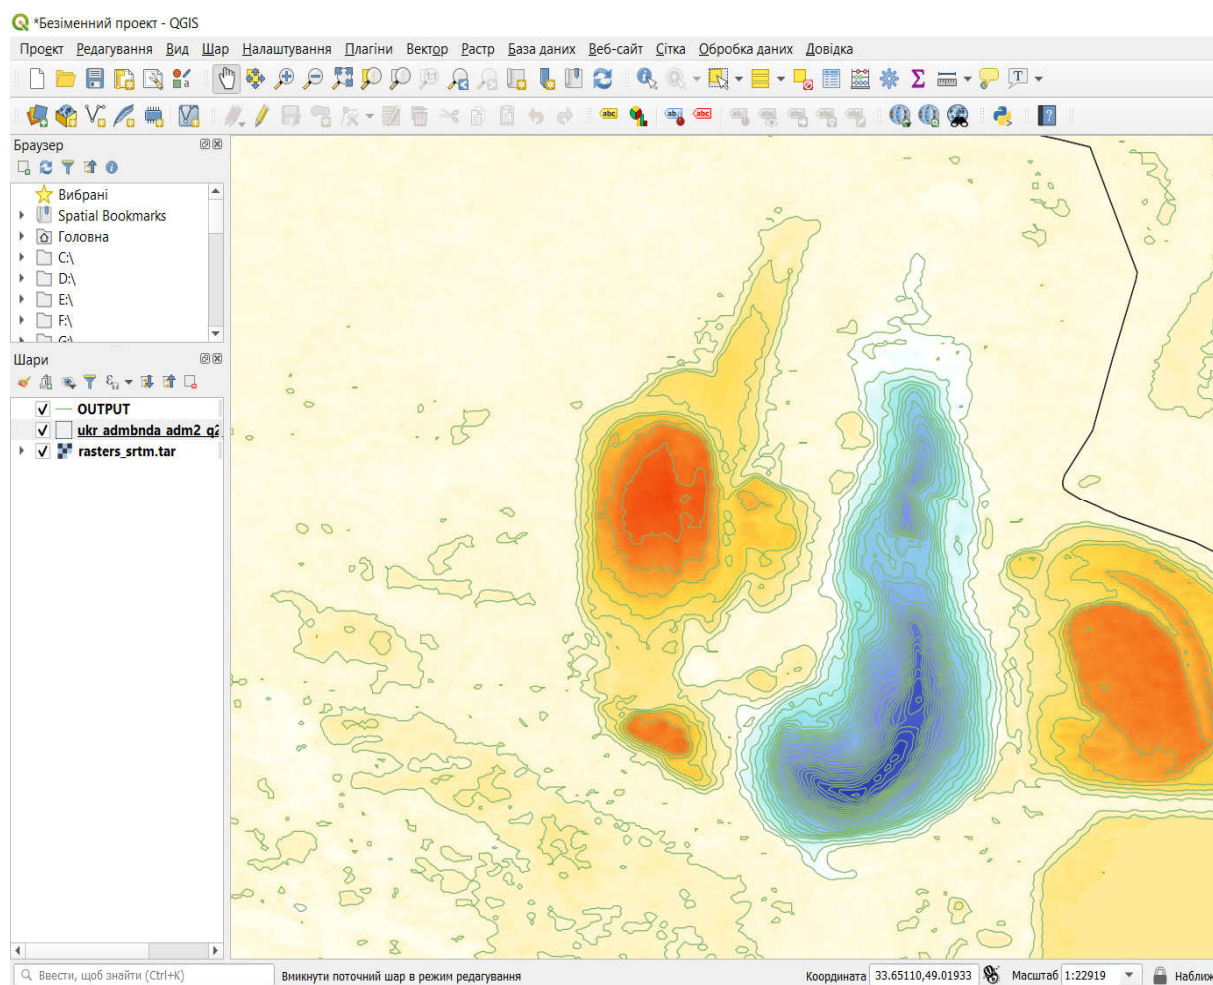 *Безіменний проект - QGIS
Проект Редагування Вид Шар Налаштування Плагіни Вектор Растр База даних Веб-сайт Сітка Обробка даних Довідка
Браузер
Вибрані
Spatial Bookmarks
Головна
C:\
D:\
E:\
F:\
G:\
Шари
OUTPUT
ukr_admbnda_adm2_q2
rasters_srtm.tar
Ввести, щоб знайти (Ctrl+K) Вмикнути поточний шар в режим редагування Координата 33.65110,49.01933 Масштаб 1:22919 Наближ